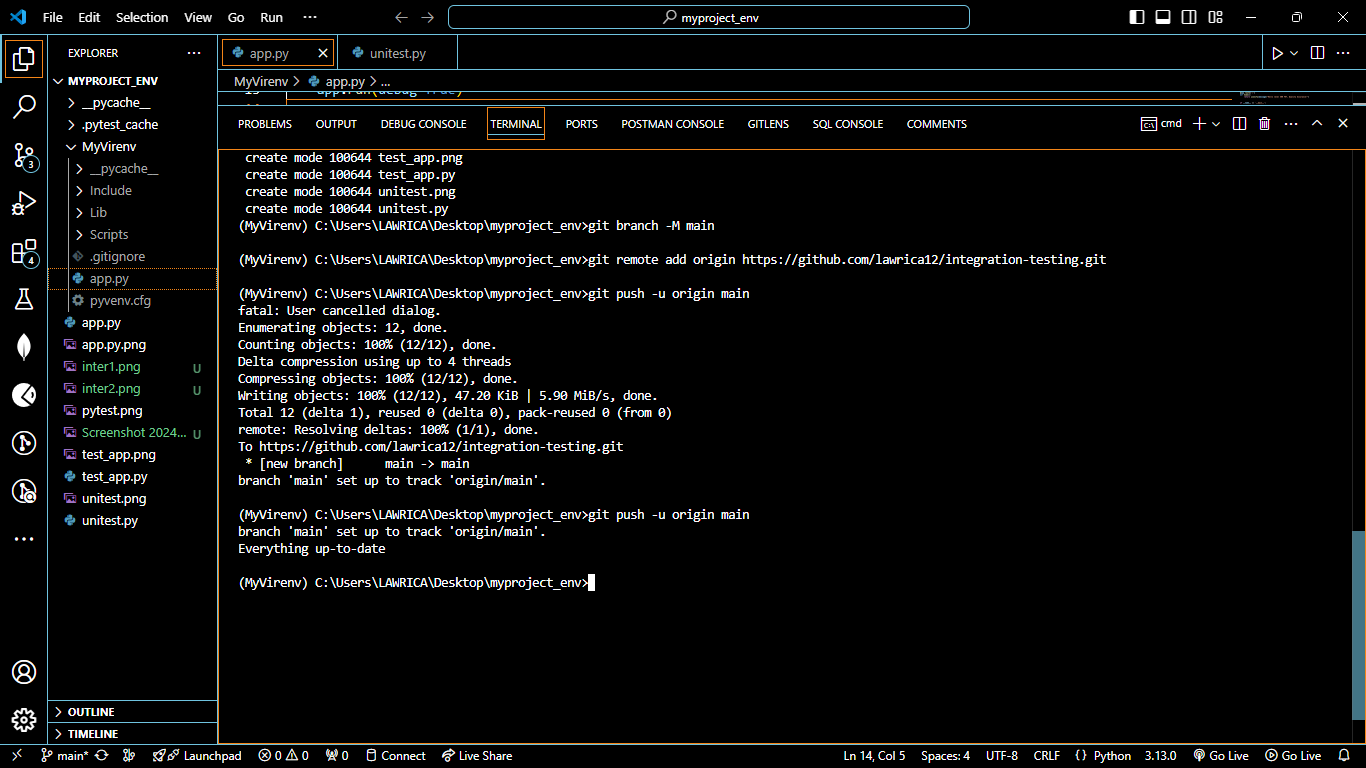 File Edit Selection View Go Run ···
myproject_env
EXPLORER ···
MYPROJECT_ENV
__pycache__
.pytest_cache
MyVirenv
__pycache__
Include
Lib
Scripts
.gitignore
app.py
pyvenv.cfg
app.py
app.py.png
inter1.png U
inter2.png U
pytest.png
Screenshot 2024... U
test_app.png
test_app.py
unitest.png
unitest.py
OUTLINE
TIMELINE
3
4
app.py
unitest.py
MyVirenv > app.py > ...
PROBLEMS OUTPUT DEBUG CONSOLE TERMINAL PORTS POSTMAN CONSOLE GITLENS SQL CONSOLE COMMENTS
cmd
create mode 100644 test_app.png
create mode 100644 test_app.py
create mode 100644 unitest.png
create mode 100644 unitest.py
(MyVirenv) C:\Users\LAWRICA\Desktop\myproject_env>git branch -M main
(MyVirenv) C:\Users\LAWRICA\Desktop\myproject_env>git remote add origin https://github.com/lawrica12/integration-testing.git
(MyVirenv) C:\Users\LAWRICA\Desktop\myproject_env>git push -u origin main
fatal: User cancelled dialog.
Enumerating objects: 12, done.
Counting objects: 100% (12/12), done.
Delta compression using up to 4 threads
Compressing objects: 100% (12/12), done.
Writing objects: 100% (12/12), 47.20 KiB | 5.90 MiB/s, done.
Total 12 (delta 1), reused 0 (delta 0), pack-reused 0 (from 0)
remote: Resolving deltas: 100% (1/1), done.
To https://github.com/lawrica12/integration-testing.git
* [new branch]      main -> main
branch 'main' set up to track 'origin/main'.
(MyVirenv) C:\Users\LAWRICA\Desktop\myproject_env>git push -u origin main
branch 'main' set up to track 'origin/main'.
Everything up-to-date
(MyVirenv) C:\Users\LAWRICA\Desktop\myproject_env>
main* Launchpad 0 0 0 Connect Live Share Ln 14, Col 5 Spaces: 4 UTF-8 CRLF {} Python 3.13.0 Go Live Go Live